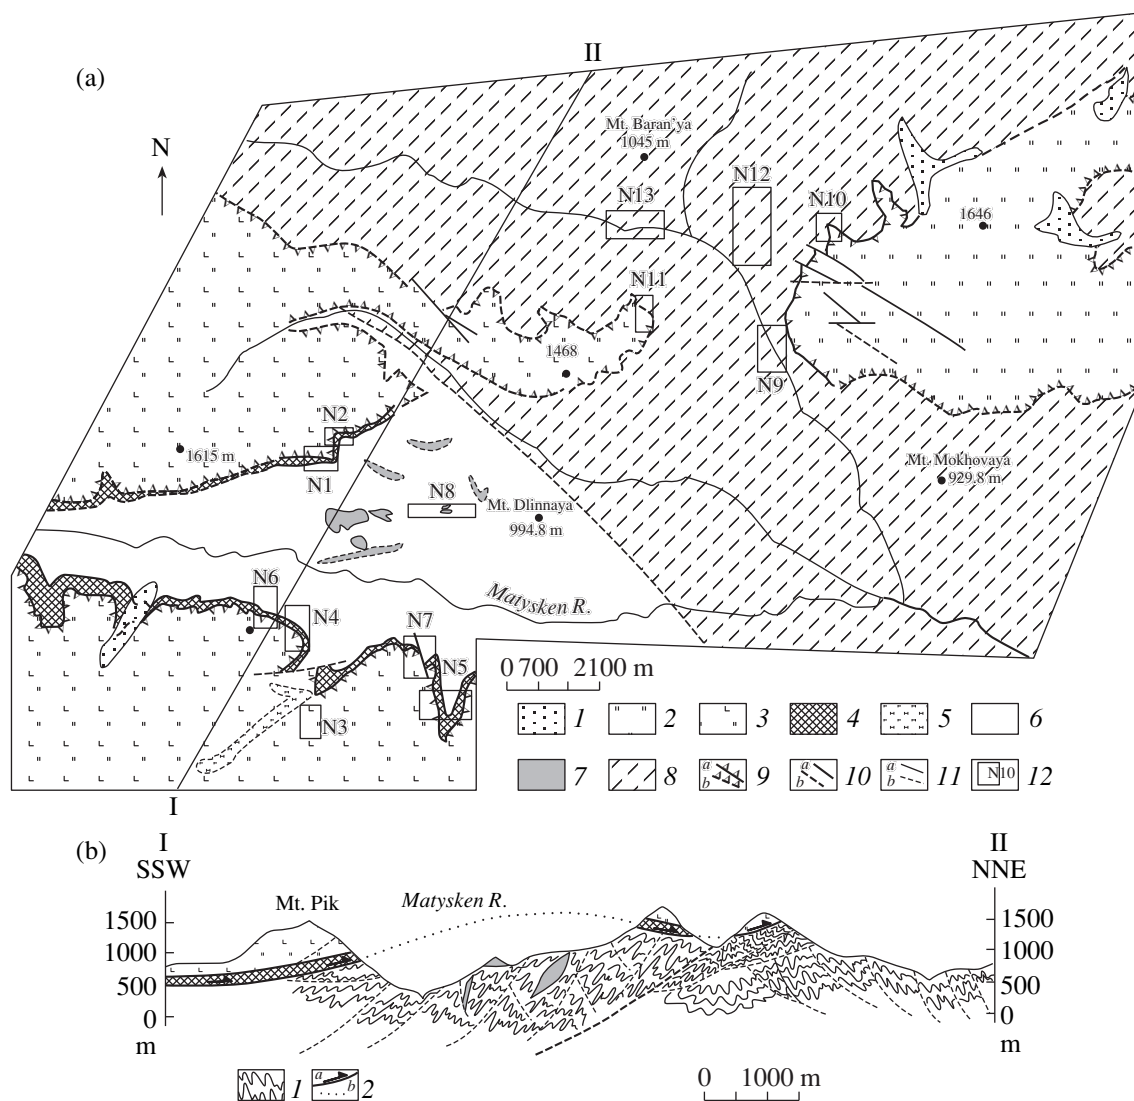 II
(a)
Mt. Baran'ya
1045 m
N
N12
N13
N10
1646
N11
1468
N9
N2
1615 m
N1
Mt. Mokhovaya
929.8 m
N8
Mt. Dlinnaya
994.8 m
N6
Matysken R.
N4
N7
N5
N3
0 700 2100 m
1
2
3
4
5
6
7
8
a
b
9
a
b
10
a
b
11
N10
12
I
(b)
I
II
SSW
NNE
Mt. Pik
Matysken R.
1500
1500
1000
1000
500
500
0
0
m
m
1
a
b
2
0 1000 m